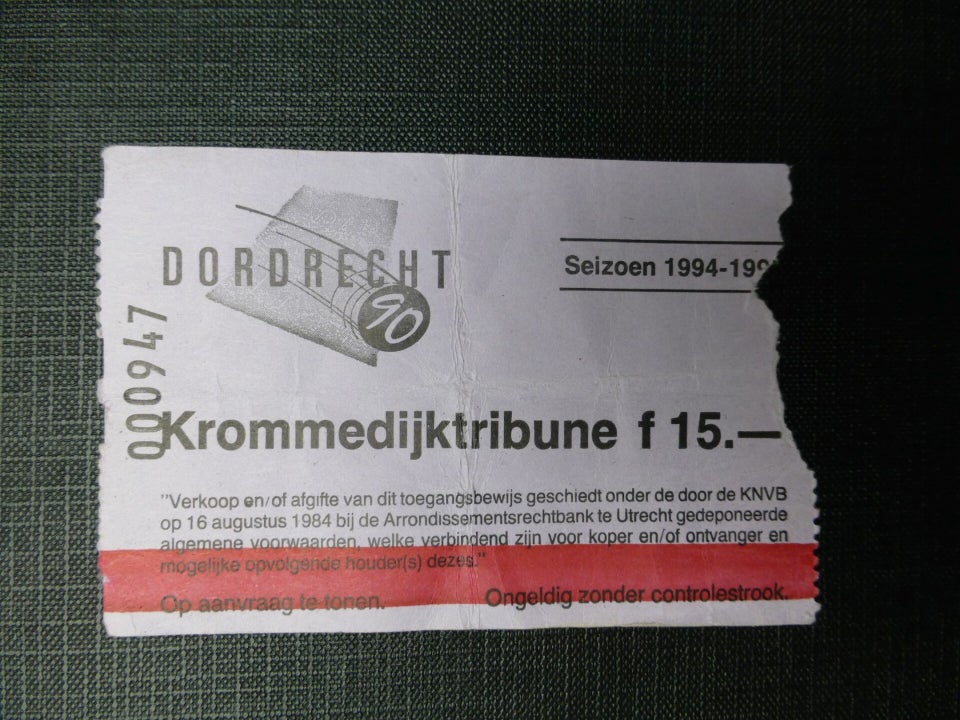 DORDRECHT
90
Seizoen 1994-199
000947
Krommedijktribune f 15.—
"Verkoop en/of afgifte van dit toegangsbewijs geschiedt onder de door de KNVB
op 16 augustus 1984 bij de Arrondissementsrechtbank te Utrecht gedeponeerde
algemene voorwaarden, welke verbindend zijn voor koper en/of ontvanger en
mogelijke opvolgende houder(s) dezes."
Op aanvraag te tonen. Ongeldig zonder controlestrook.